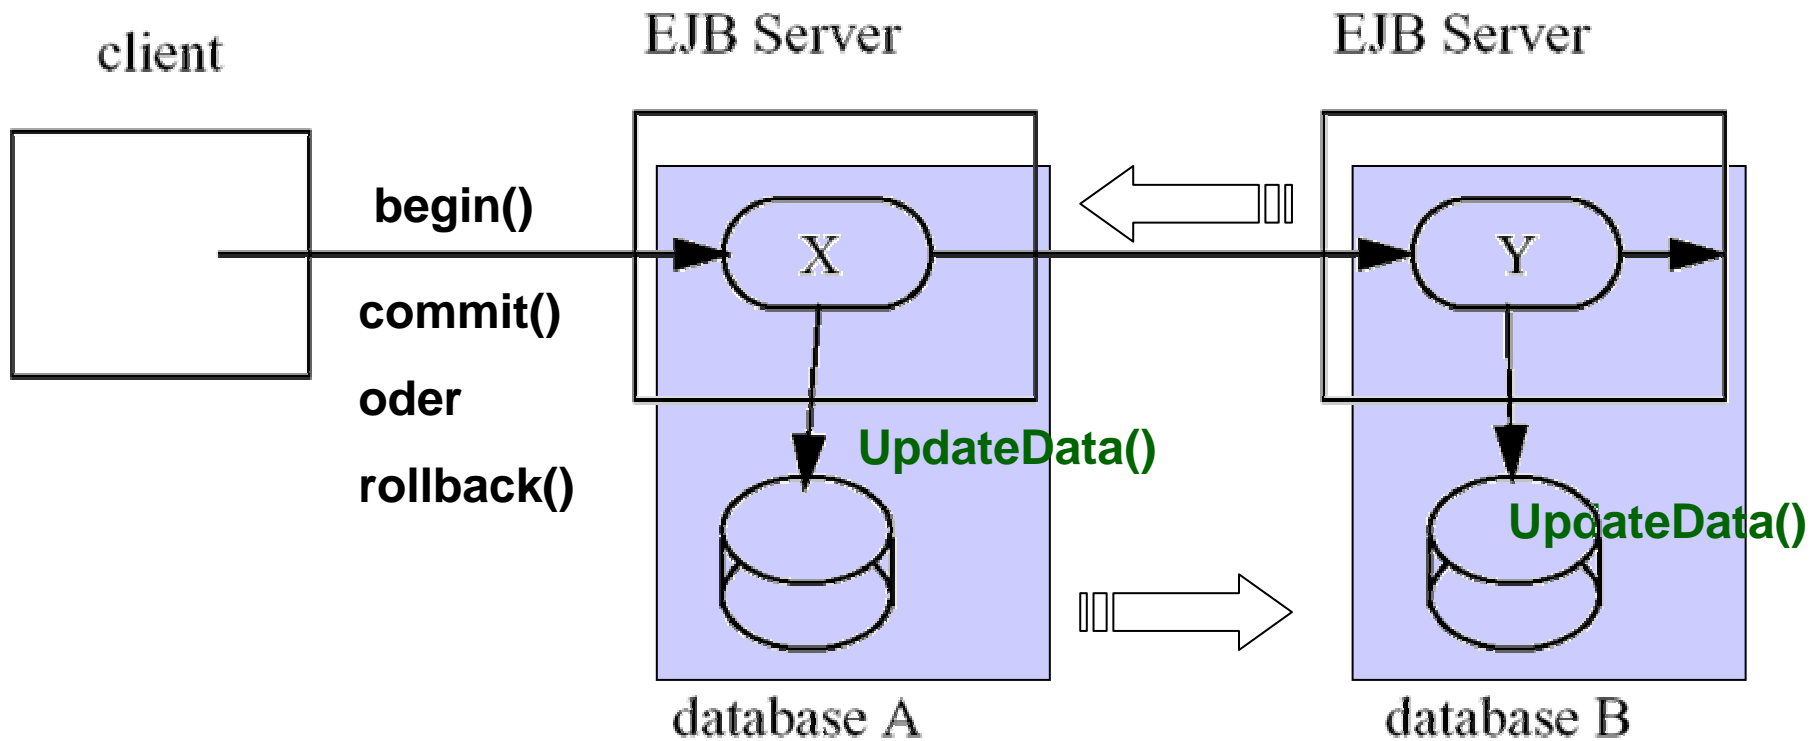 client
EJB Server
EJB Server
begin()
X
Y
commit()
oder
rollback()
UpdateData()
UpdateData()
database A
database B